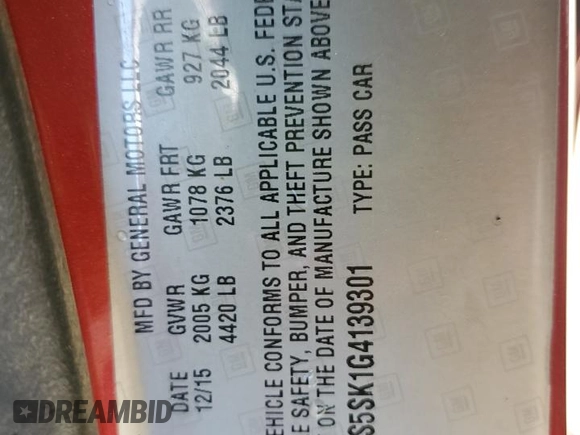 MFD BY GENERAL MOTORS LLC
DATE GVWR GAWR FRT GAWR RR
12/15 2005 KG 1078 KG 927 KG
4420 LB 2376 LB 2044 LB
EHICLE CONFORMS TO ALL APPLICABLE U.S. FEDE
E SAFETY, BUMPER, AND THEFT PREVENTION STA
T ON THE DATE OF MANUFACTURE SHOWN ABOVE
S5SK1G4139301 TYPE: PASS CAR
DREAMBID